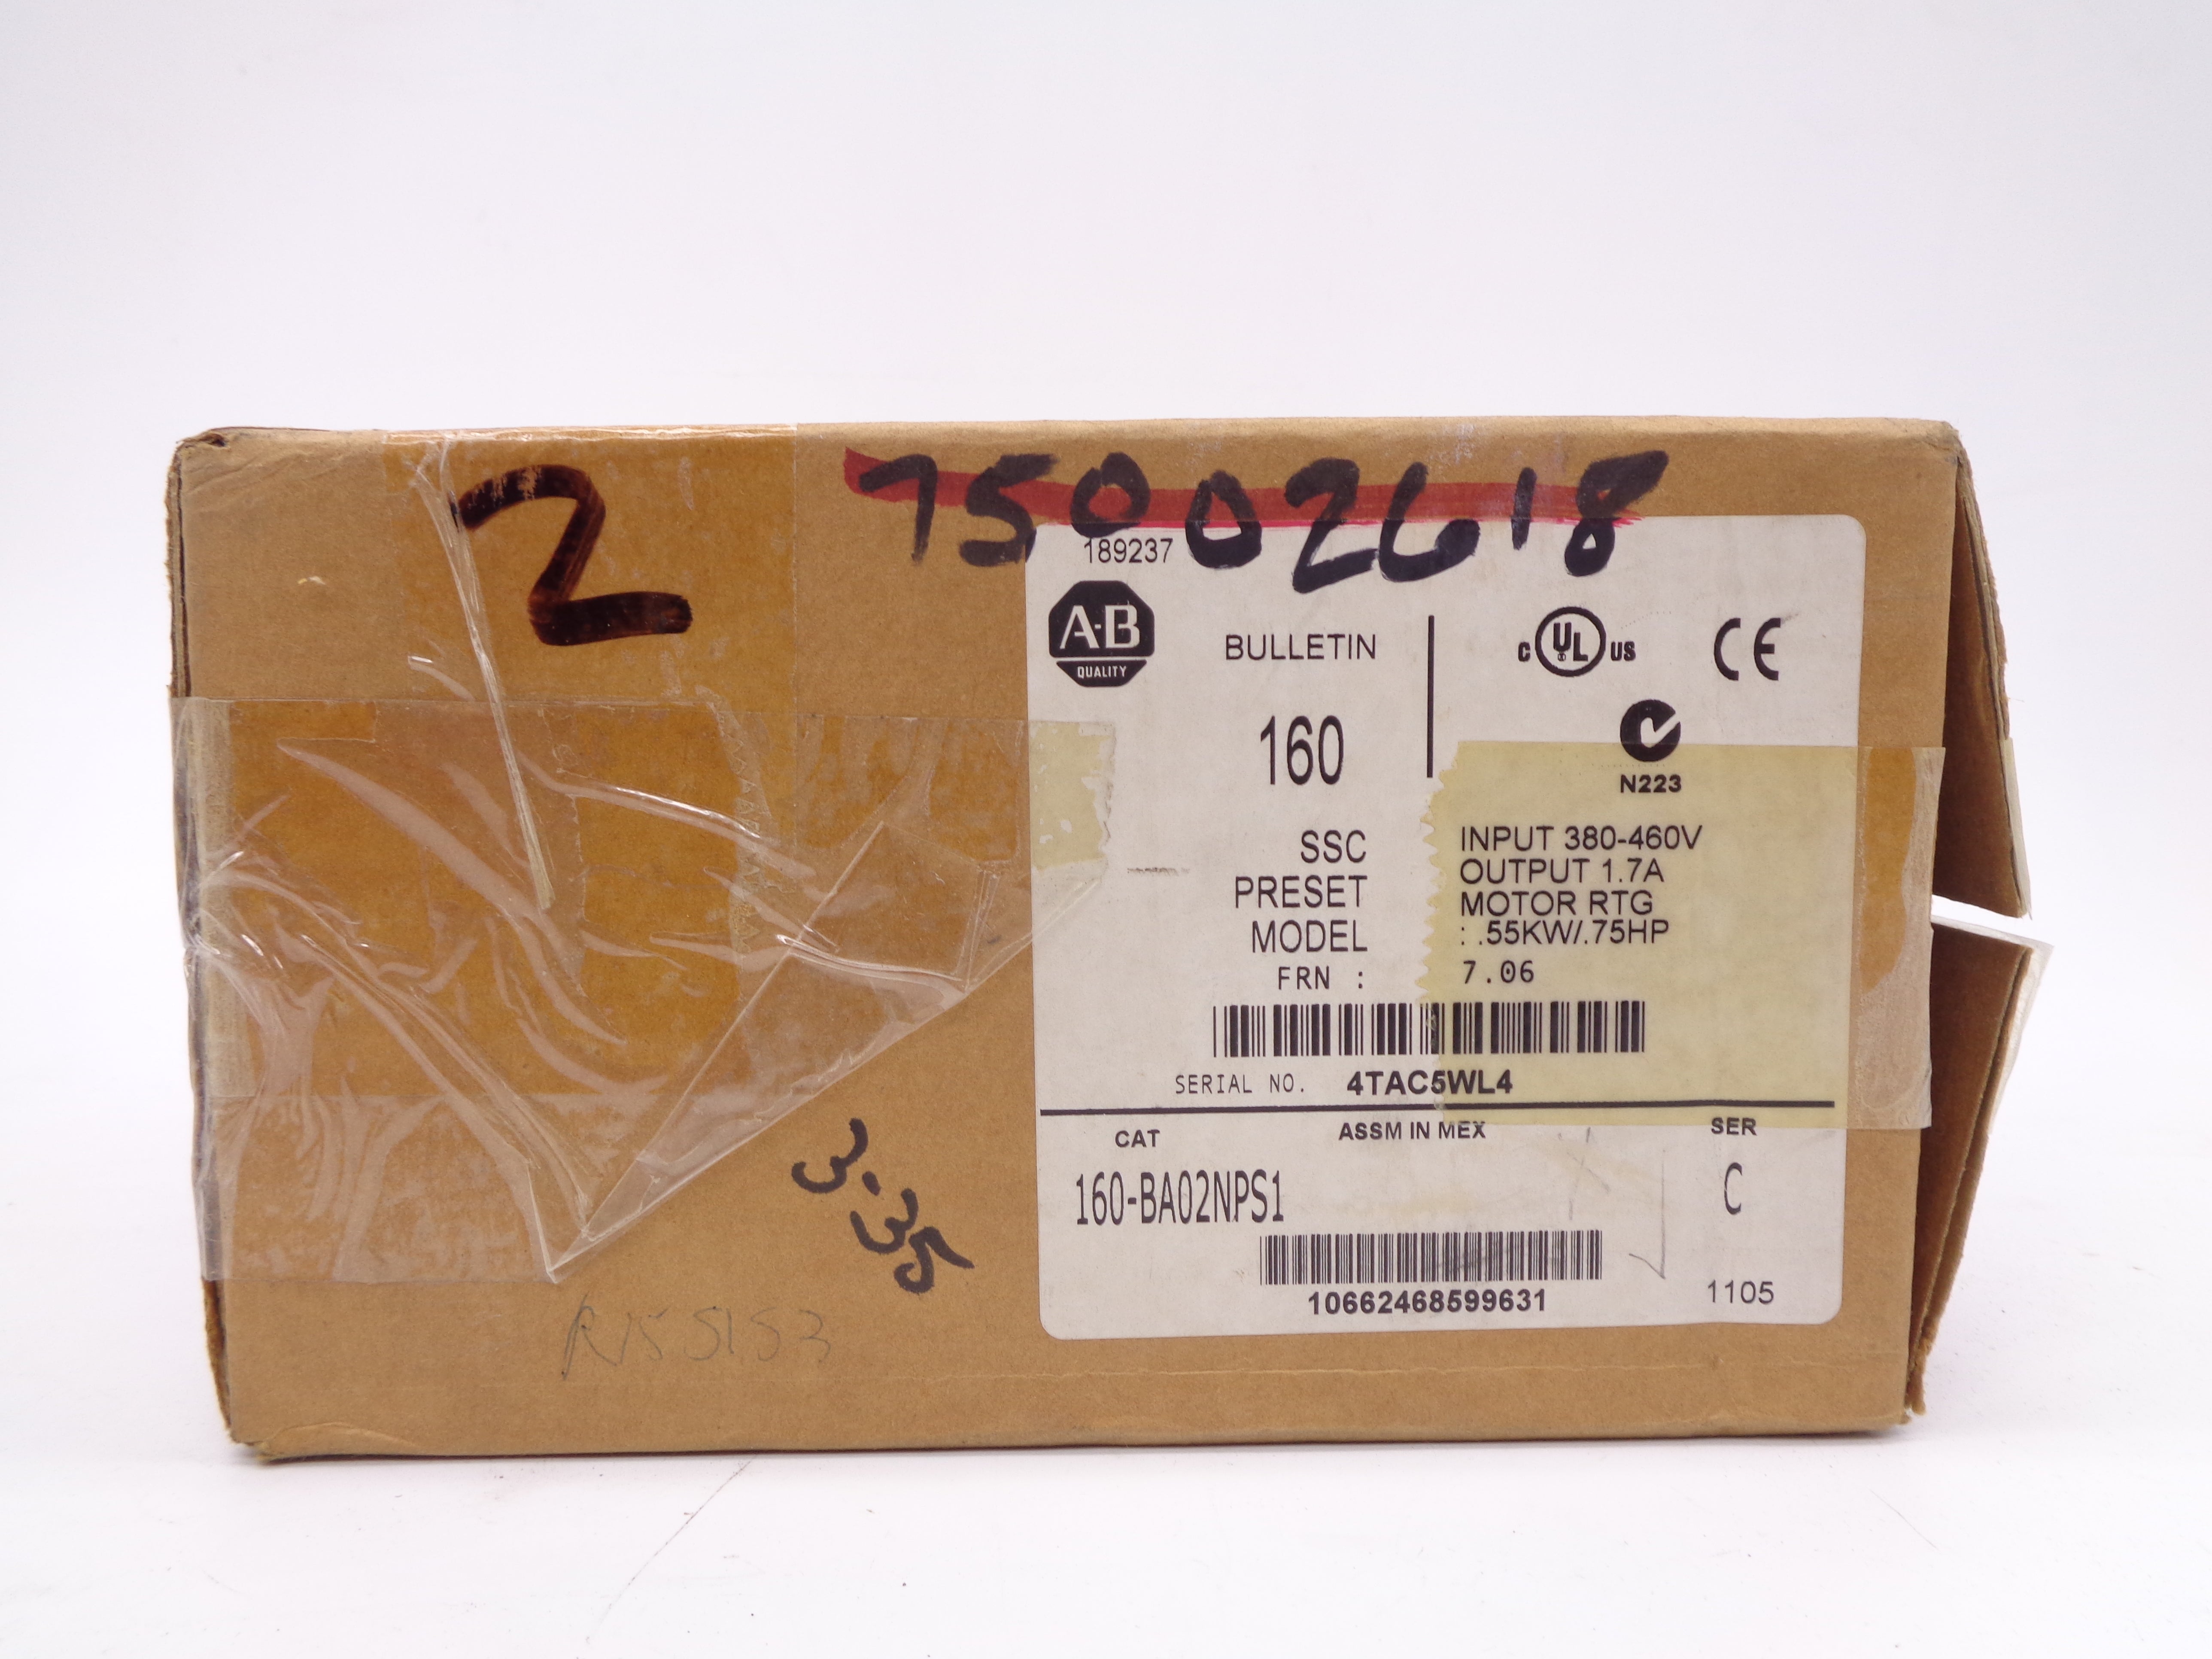 2
75002618
189237
A-B
QUALITY
BULLETIN
160
C UL US
CE
N223
SSC
PRESET
MODEL
INPUT 380-460V
OUTPUT 1.7A
MOTOR RTG
: .55KW/.75HP
FRN : 7.06
SERIAL NO. 4TAC5WL4
CAT ASSM IN MEX SER
160-BA02NPS1 C
10662468599631
1105
3.35